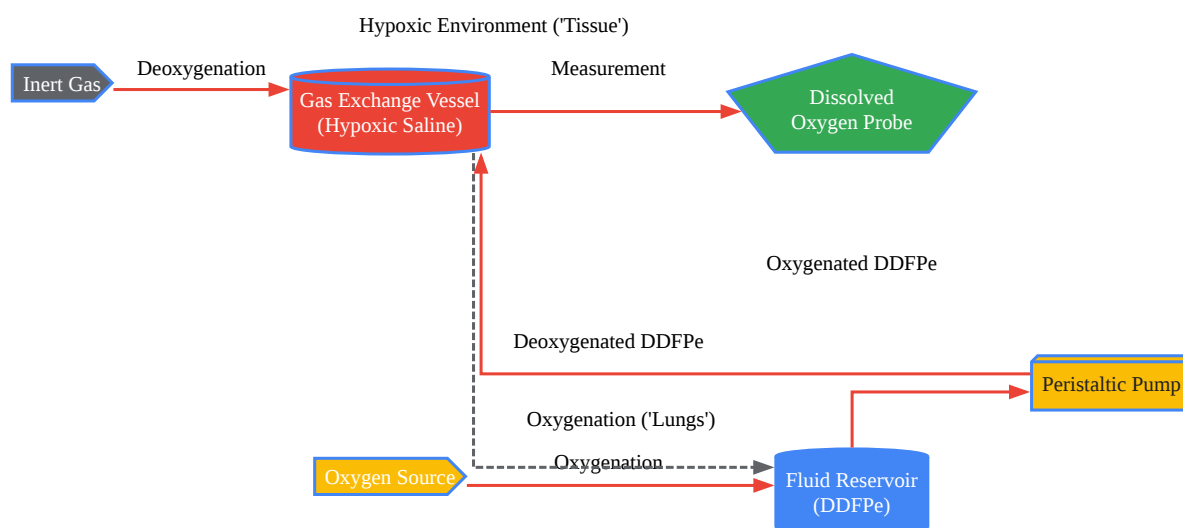 Hypoxic Environment ('Tissue')
Inert Gas
Deoxygenation
Gas Exchange Vessel
(Hypoxic Saline)
Measurement
Dissolved
Oxygen Probe
Oxygenated DDFPe
Deoxygenated DDFPe
Peristaltic Pump
Oxygenation ('Lungs')
Oxygenation
Oxygen Source
Fluid Reservoir
(DDFPe)